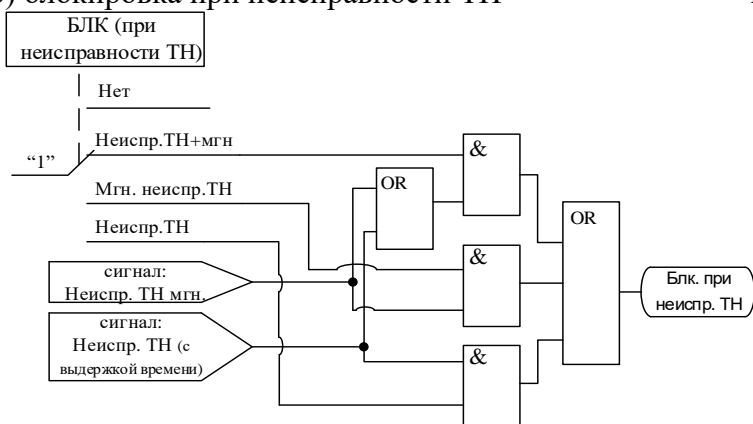 блокировка при неисправности ТН
БЛК (при
неисправности ТН)
Нет
Неиспр.ТН+мгн
“1”
Мгн. неиспр.ТН
Неиспр.ТН
сигнал:
Неиспр. ТН мгн.
сигнал:
Неиспр. ТН (с
выдержкой времени)
OR
&
&
&
OR
Блк. при
неиспр. ТН